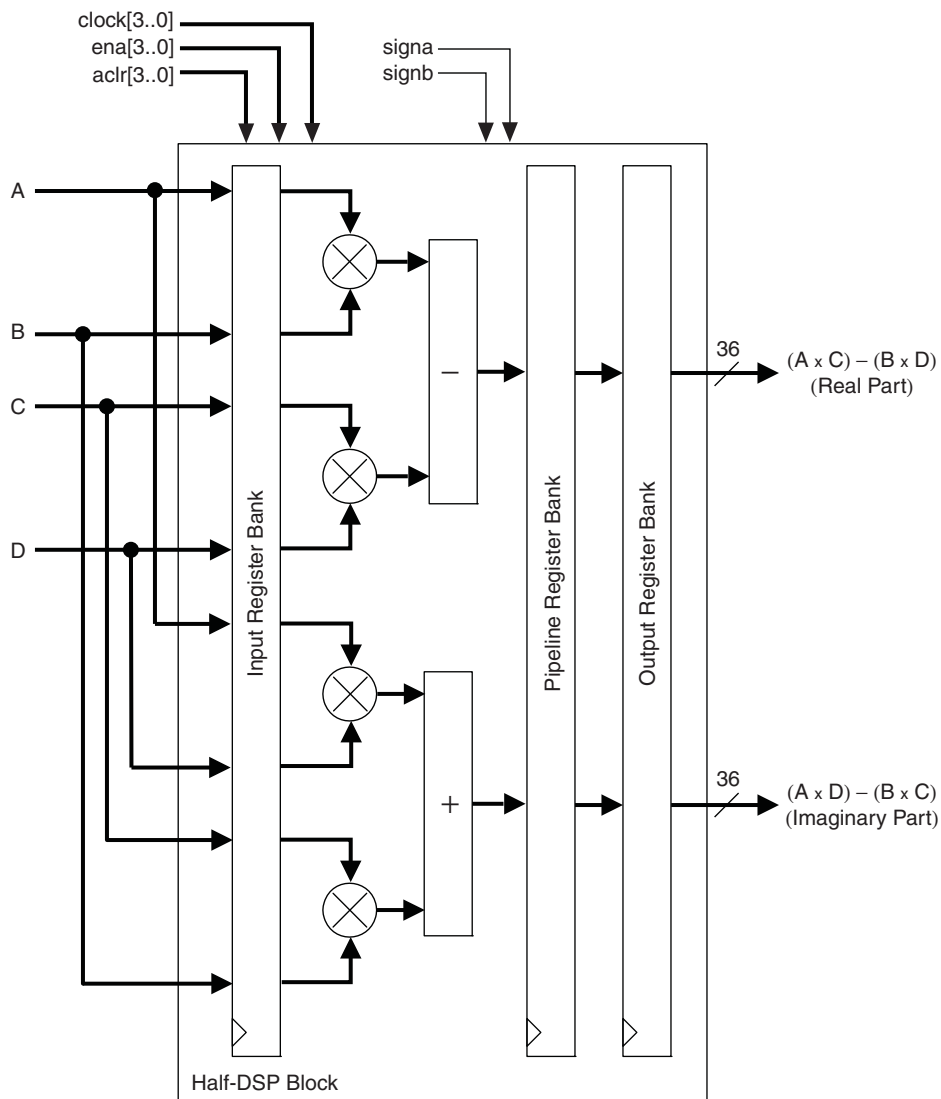 clock[3..0]
ena[3..0]
aclr[3..0]
signa
signb
A
B
C
D
Input Register Bank
−
+
Pipeline Register Bank
Output Register Bank
36
(A x C) − (B x D)
(Real Part)
36
(A x D) − (B x C)
(Imaginary Part)
Half-DSP Block